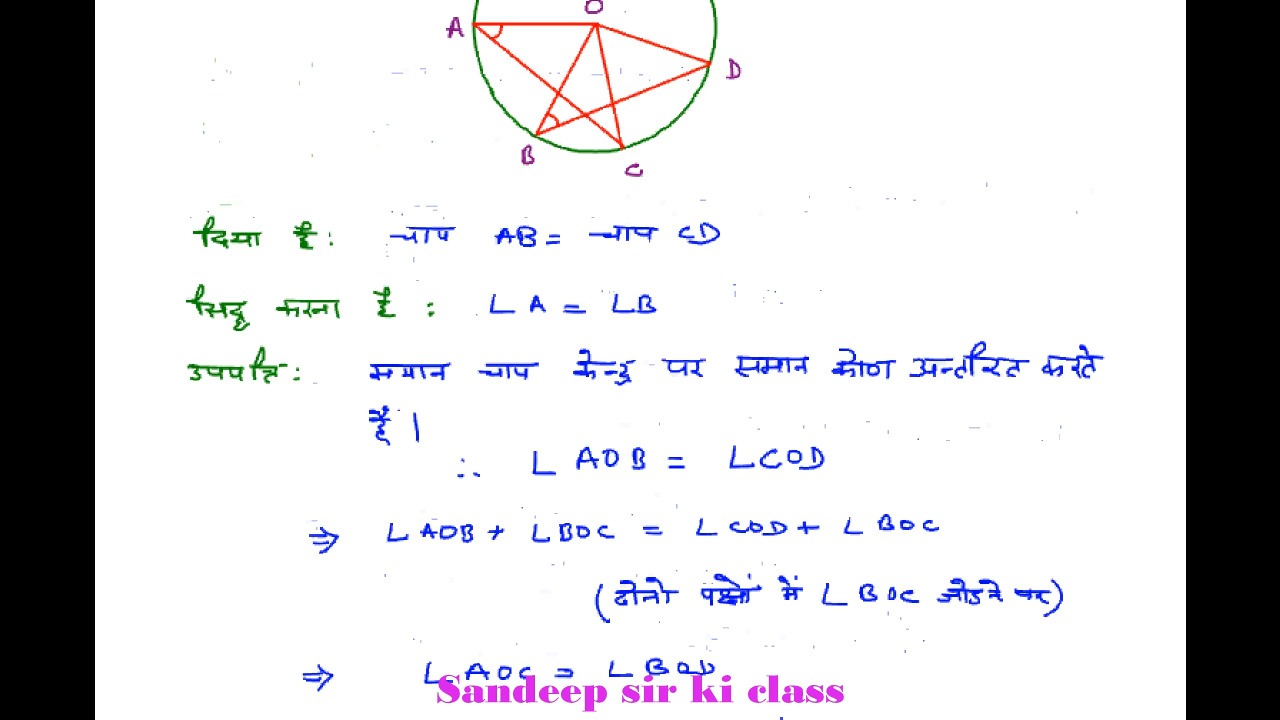 O
A
D
B
C
दिया है : चाप AB = चाप CD
सिद्ध करना है : ∠A = ∠B
उपपत्ति : समान चाप केन्द्र पर समान कोण अन्तरित करते
हैं |
∴ ∠AOB = ∠COD
⇒ ∠AOB + ∠BOC = ∠COD + ∠BOC
(दोनो पक्षों में ∠BOC जोडने पर)
⇒ ∠AOC = ∠BOD
Sandeep sir ki class